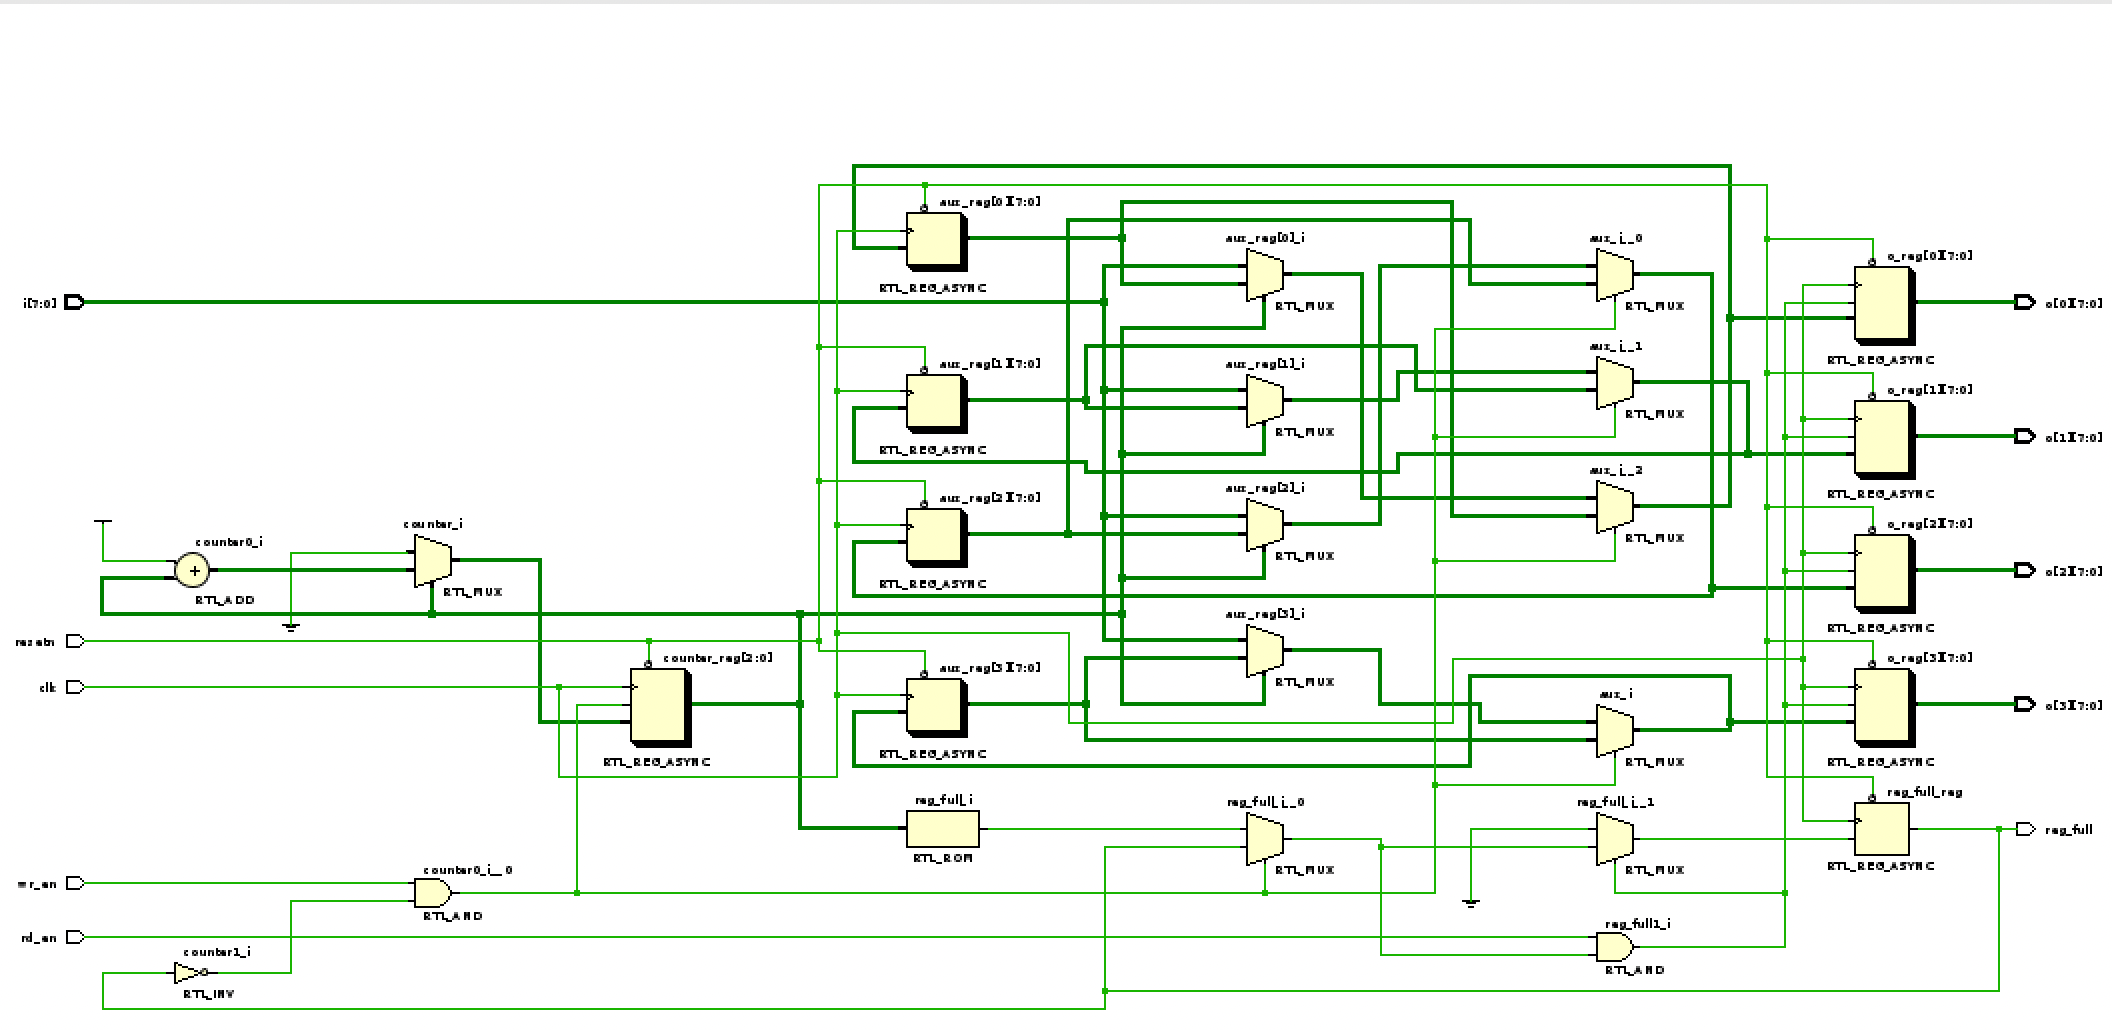 aux_reg[0][7:0]
RTL_REG_ASYNC
aux_reg[0]_i
RTL_MUX
aux_i__0
RTL_MUX
o_reg[0][7:0]
RTL_REG_ASYNC
i[7:0]
o[0][7:0]
aux_reg[1][7:0]
RTL_REG_ASYNC
aux_reg[1]_i
RTL_MUX
aux_i__1
RTL_MUX
o_reg[1][7:0]
RTL_REG_ASYNC
o[1][7:0]
aux_reg[2][7:0]
RTL_REG_ASYNC
aux_reg[2]_i
RTL_MUX
aux_i__2
RTL_MUX
o_reg[2][7:0]
RTL_REG_ASYNC
o[2][7:0]
counter0_i
+
RTL_ADD
counter_i
RTL_MUX
resetn
clk
counter_reg[2:0]
RTL_REG_ASYNC
aux_reg[3][7:0]
RTL_REG_ASYNC
aux_reg[3]_i
RTL_MUX
aux_i
RTL_MUX
o_reg[3][7:0]
RTL_REG_ASYNC
o[3][7:0]
reg_full_i
RTL_ROM
reg_full_i__0
RTL_MUX
reg_full_i__1
RTL_MUX
reg_full_reg
RTL_REG_ASYNC
reg_full
wr_en
counter0_i__0
RTL_AND
rd_en
counter1_i
RTL_INV
reg_full1_i
RTL_AND